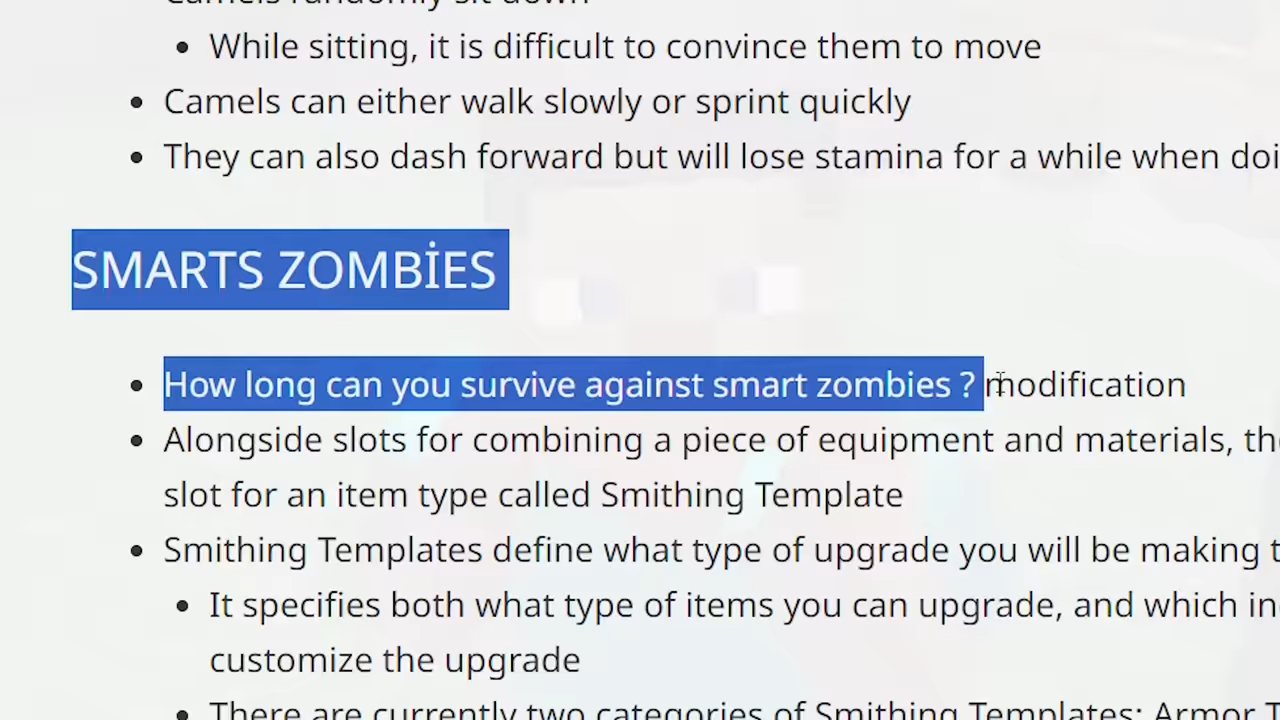 Camels randomly sit down
While sitting, it is difficult to convince them to move
Camels can either walk slowly or sprint quickly
They can also dash forward but will lose stamina for a while when doi
SMARTS ZOMBİES
How long can you survive against smart zombies ? modification
Alongside slots for combining a piece of equipment and materials, the
slot for an item type called Smithing Template
Smithing Templates define what type of upgrade you will be making t
It specifies both what type of items you can upgrade, and which in
customize the upgrade
There are currently two categories of Smithing Templates: Armor T